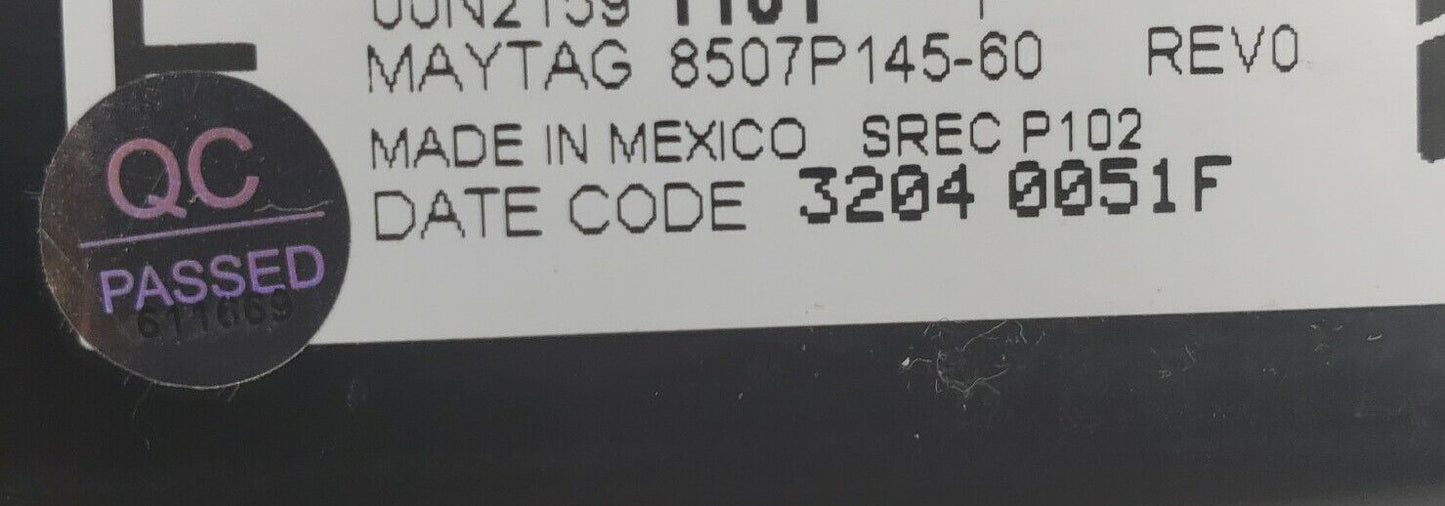 MAYTAG 8507P145-60 REV0
MADE IN MEXICO SREC P102
DATE CODE 3204 0051F
QC
PASSED